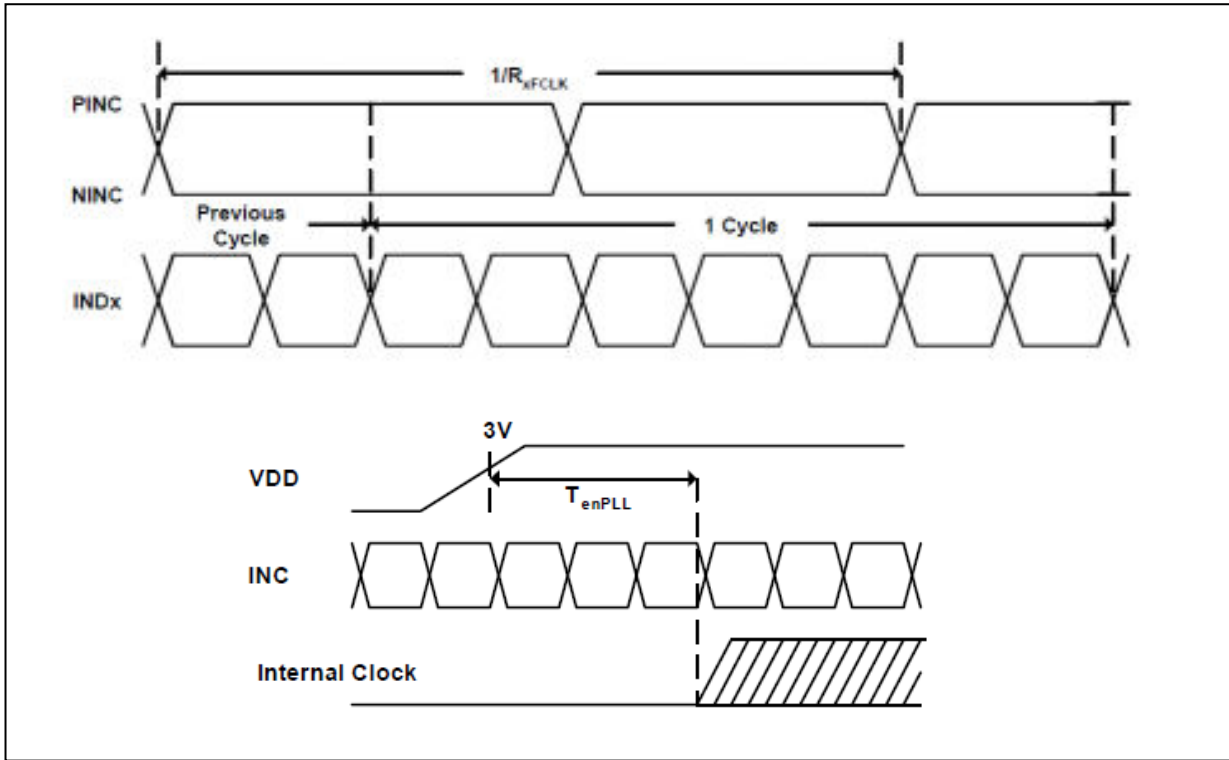 1/RxFCLK
PINC
NINC
Previous
Cycle
1 Cycle
INDx
3V
VDD
TenPLL
INC
Internal Clock